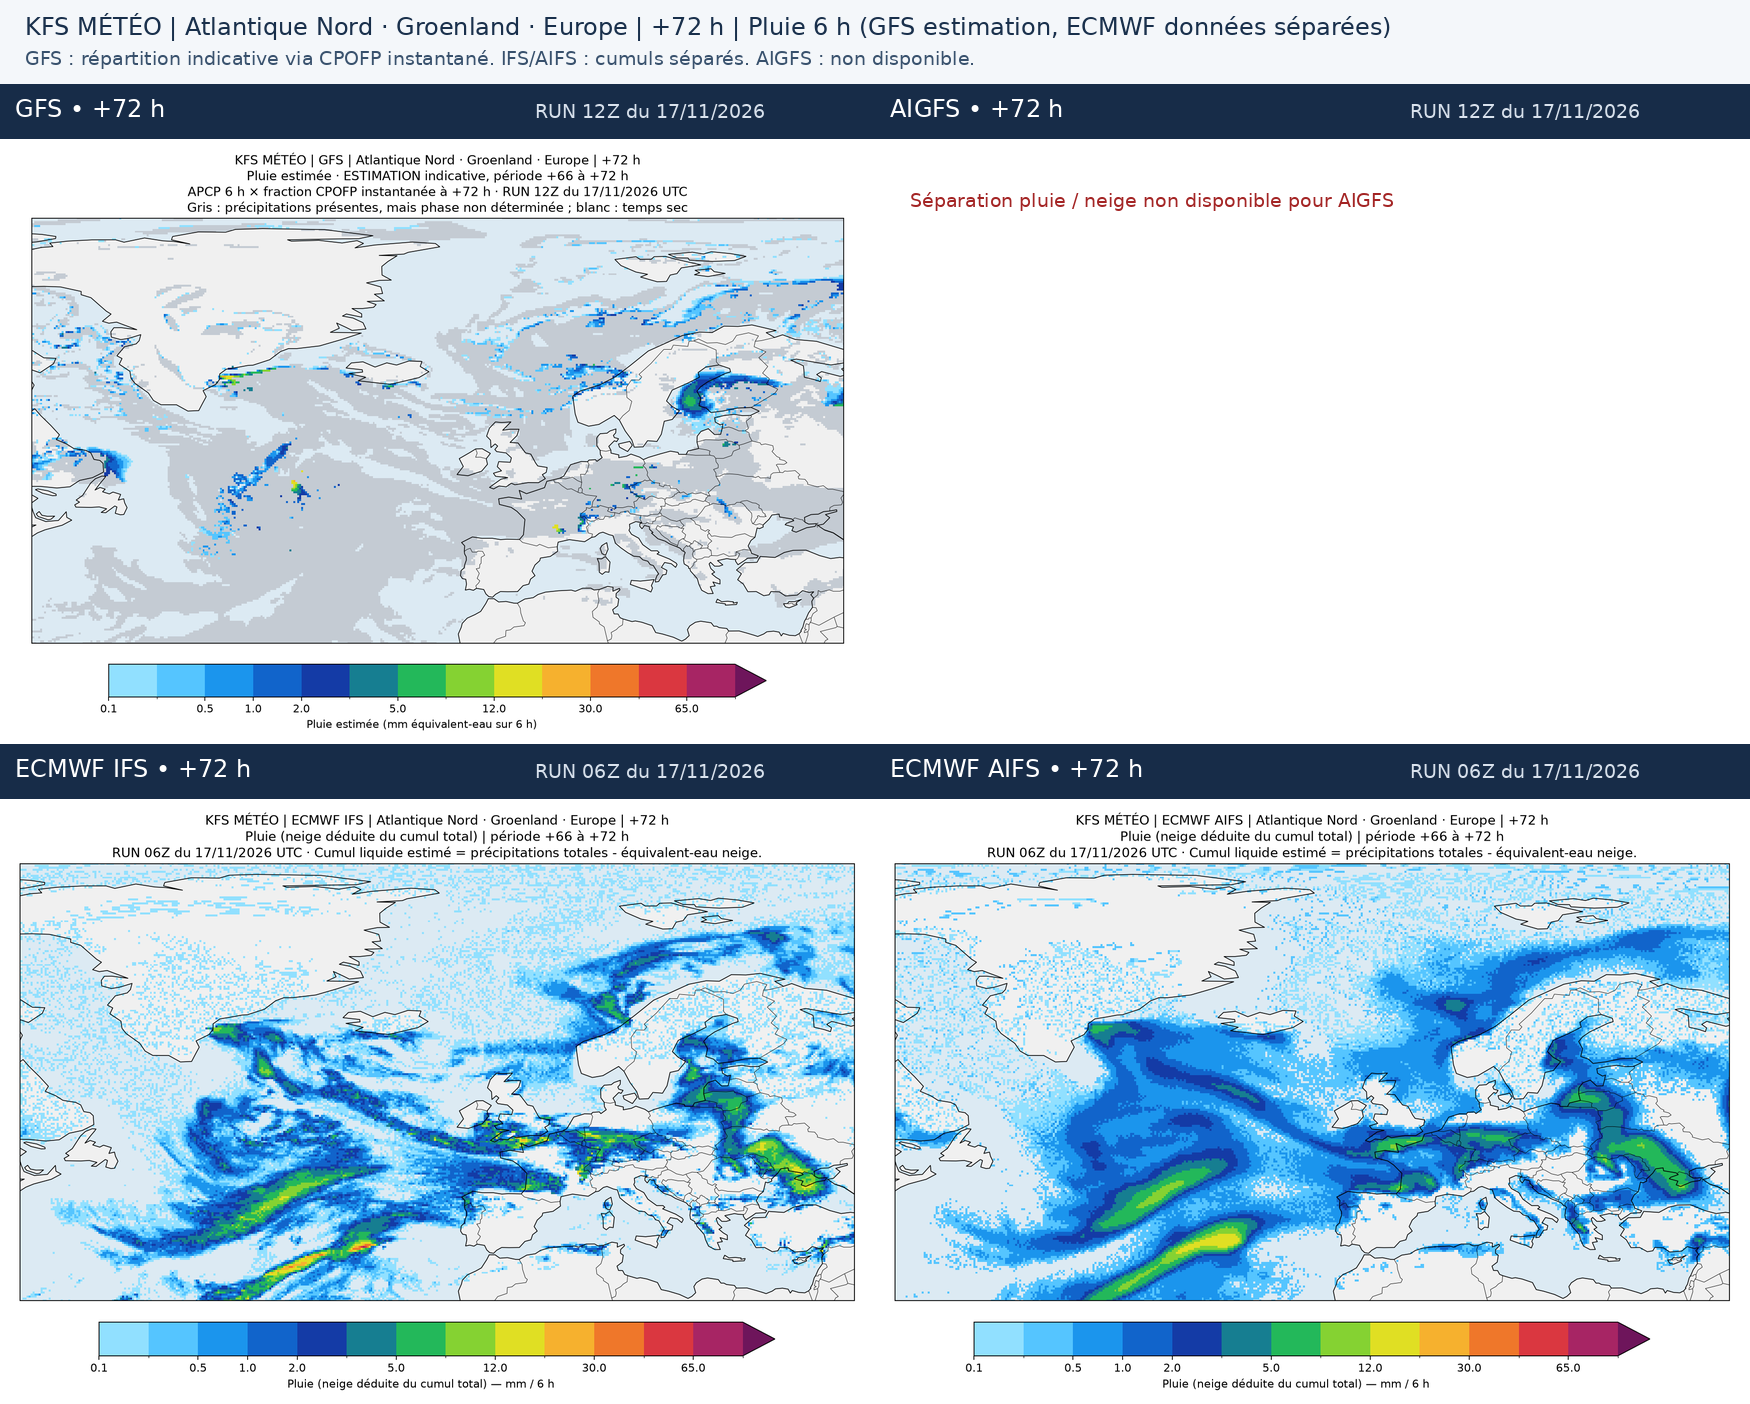 KFS MÉTÉO | Atlantique Nord · Groenland · Europe | +72 h | Pluie 6 h (GFS estimation, ECMWF données séparées)
GFS : répartition indicative via CPOFP instantané. IFS/AIFS : cumuls séparés. AIGFS : non disponible.
GFS • +72 h
RUN 12Z du 17/11/2026
AIGFS • +72 h
RUN 12Z du 17/11/2026
KFS MÉTÉO | GFS | Atlantique Nord · Groenland · Europe | +72 h
Pluie estimée · ESTIMATION indicative, période +66 à +72 h
APCP 6 h × fraction CPOFP instantanée à +72 h · RUN 12Z du 17/11/2026 UTC
Gris : précipitations présentes, mais phase non déterminée ; blanc : temps sec
Séparation pluie / neige non disponible pour AIGFS
0.1 0.5 1.0 2.0 5.0 12.0 30.0 65.0
Pluie estimée (mm équivalent-eau sur 6 h)
ECMWF IFS • +72 h
RUN 06Z du 17/11/2026
ECMWF AIFS • +72 h
RUN 06Z du 17/11/2026
KFS MÉTÉO | ECMWF IFS | Atlantique Nord · Groenland · Europe | +72 h
Pluie (neige déduite du cumul total) | période +66 à +72 h
RUN 06Z du 17/11/2026 UTC · Cumul liquide estimé = précipitations totales - équivalent-eau neige.
KFS MÉTÉO | ECMWF AIFS | Atlantique Nord · Groenland · Europe | +72 h
Pluie (neige déduite du cumul total) | période +66 à +72 h
RUN 06Z du 17/11/2026 UTC · Cumul liquide estimé = précipitations totales - équivalent-eau neige.
0.1 0.5 1.0 2.0 5.0 12.0 30.0 65.0
Pluie (neige déduite du cumul total) — mm / 6 h
0.1 0.5 1.0 2.0 5.0 12.0 30.0 65.0
Pluie (neige déduite du cumul total) — mm / 6 h